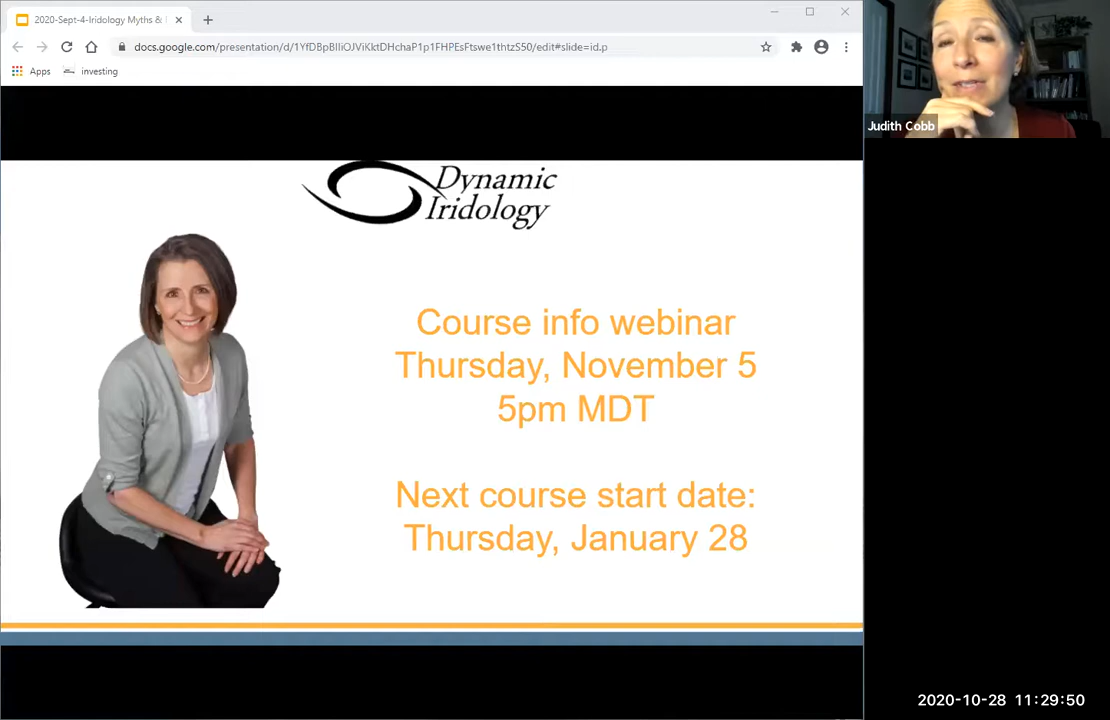 2020-Sept-4-Iridology Myths &
docs.google.com/presentation/d/1YfDBpBIliOJViKktDHchaP1p1FHPEsFtswe1thtzS50/edit#slide=id.p
Apps
investing
Judith Cobb
Dynamic
Iridology
Course info webinar
Thursday, November 5
5pm MDT
Next course start date:
Thursday, January 28
2020-10-28 11:29:50